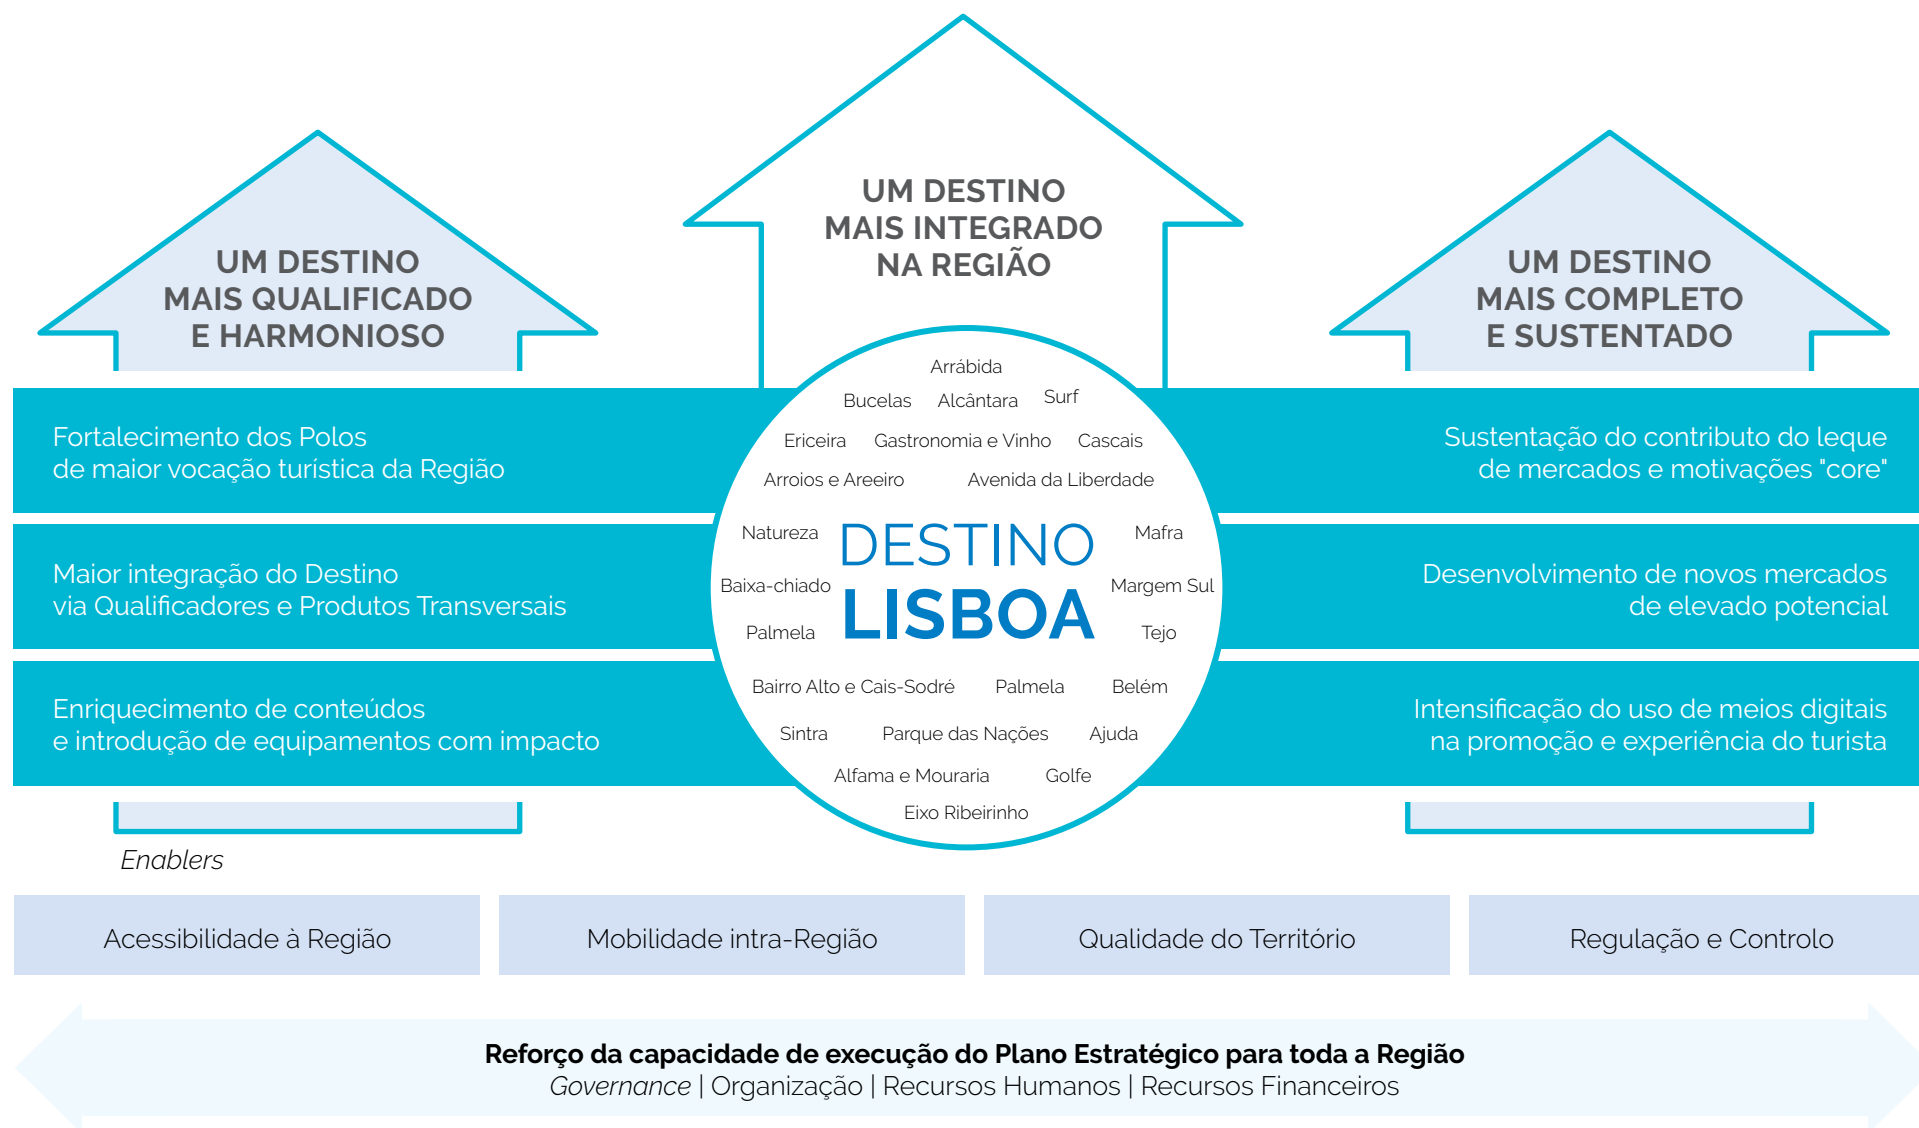 UM DESTINO
MAIS INTEGRADO
NA REGIÃO
UM DESTINO
MAIS QUALIFICADO
E HARMONIOSO
UM DESTINO
MAIS COMPLETO
E SUSTENTADO
Fortalecimento dos Polos
de maior vocação turística da Região
Maior integração do Destino
via Qualificadores e Produtos Transversais
Enriquecimento de conteúdos
e introdução de equipamentos com impacto
Arrábida
Bucelas Alcântara Surf
Ericeira Gastronomia e Vinho Cascais
Arroios e Areeiro Avenida da Liberdade
Natureza DESTINO Mafra
Baixa-chiado LISBOA Margem Sul
Palmela Tejo
Bairro Alto e Cais-Sodré Palmela Belém
Sintra Parque das Nações Ajuda
Alfama e Mouraria Golfe
Eixo Ribeirinho
Sustentação do contributo do leque
de mercados e motivações "core"
Desenvolvimento de novos mercados
de elevado potencial
Intensificação do uso de meios digitais
na promoção e experiência do turista
Enablers
Acessibilidade à Região
Mobilidade intra-Região
Qualidade do Território
Regulação e Controlo
Reforço da capacidade de execução do Plano Estratégico para toda a Região
Governance | Organização | Recursos Humanos | Recursos Financeiros